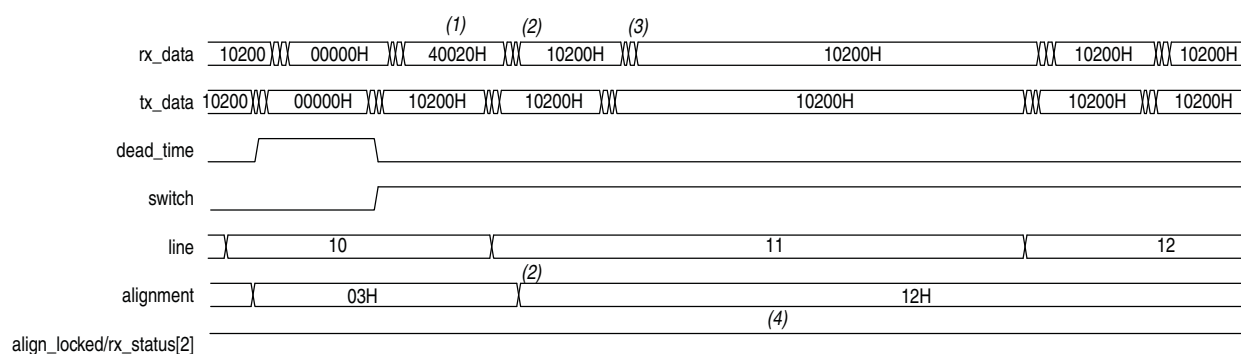 (1) (2) (3)
rx_data 10200 00000H 40020H 10200H 10200H 10200H 10200H
tx_data 10200 00000H 10200H 10200H 10200H 10200H 10200H
dead_time
switch
line 10 11 12
(2)
alignment 03H 12H
(4)
align_locked/rx_status[2]